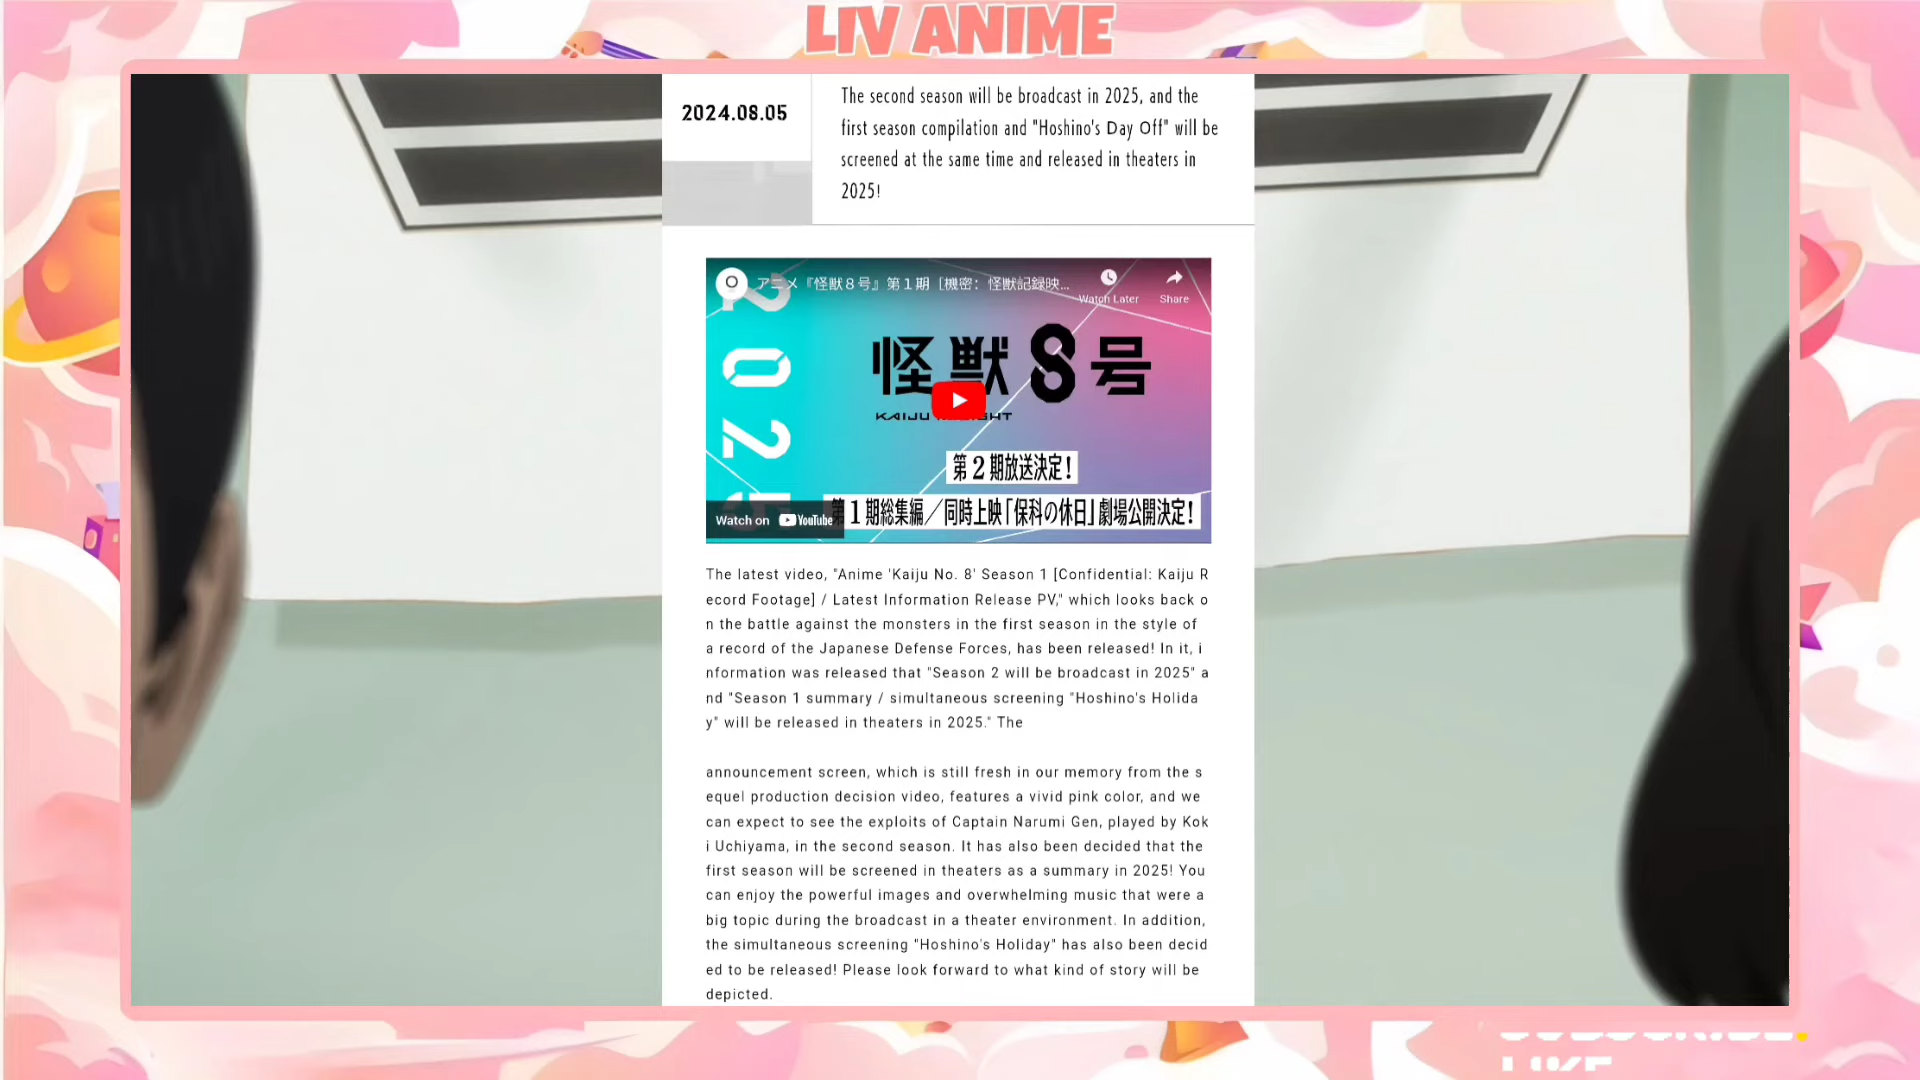 LIV ANIME
2024.08.05
The second season will be broadcast in 2025, and the
first season compilation and "Hoshino's Day Off" will be
screened at the same time and released in theaters in
2025!
アニメ『怪獣８号』第１期［機密：怪獣記録映...
Watch Later
Share
2025
怪獣8号
第２期放送決定！
第１期総集編／同時上映「保科の休日」劇場公開決定！
Watch on YouTube
The latest video, "Anime 'Kaiju No. 8' Season 1 [Confidential: Kaiju R
ecord Footage] / Latest Information Release PV," which looks back o
n the battle against the monsters in the first season in the style of
a record of the Japanese Defense Forces, has been released! In it, i
nformation was released that "Season 2 will be broadcast in 2025" a
nd "Season 1 summary / simultaneous screening "Hoshino's Holida
y" will be released in theaters in 2025." The
announcement screen, which is still fresh in our memory from the s
equel production decision video, features a vivid pink color, and we
can expect to see the exploits of Captain Narumi Gen, played by Kok
i Uchiyama, in the second season. It has also been decided that the
first season will be screened in theaters as a summary in 2025! You
can enjoy the powerful images and overwhelming music that were a
big topic during the broadcast in a theater environment. In addition,
the simultaneous screening "Hoshino's Holiday" has also been decid
ed to be released! Please look forward to what kind of story will be
depicted.